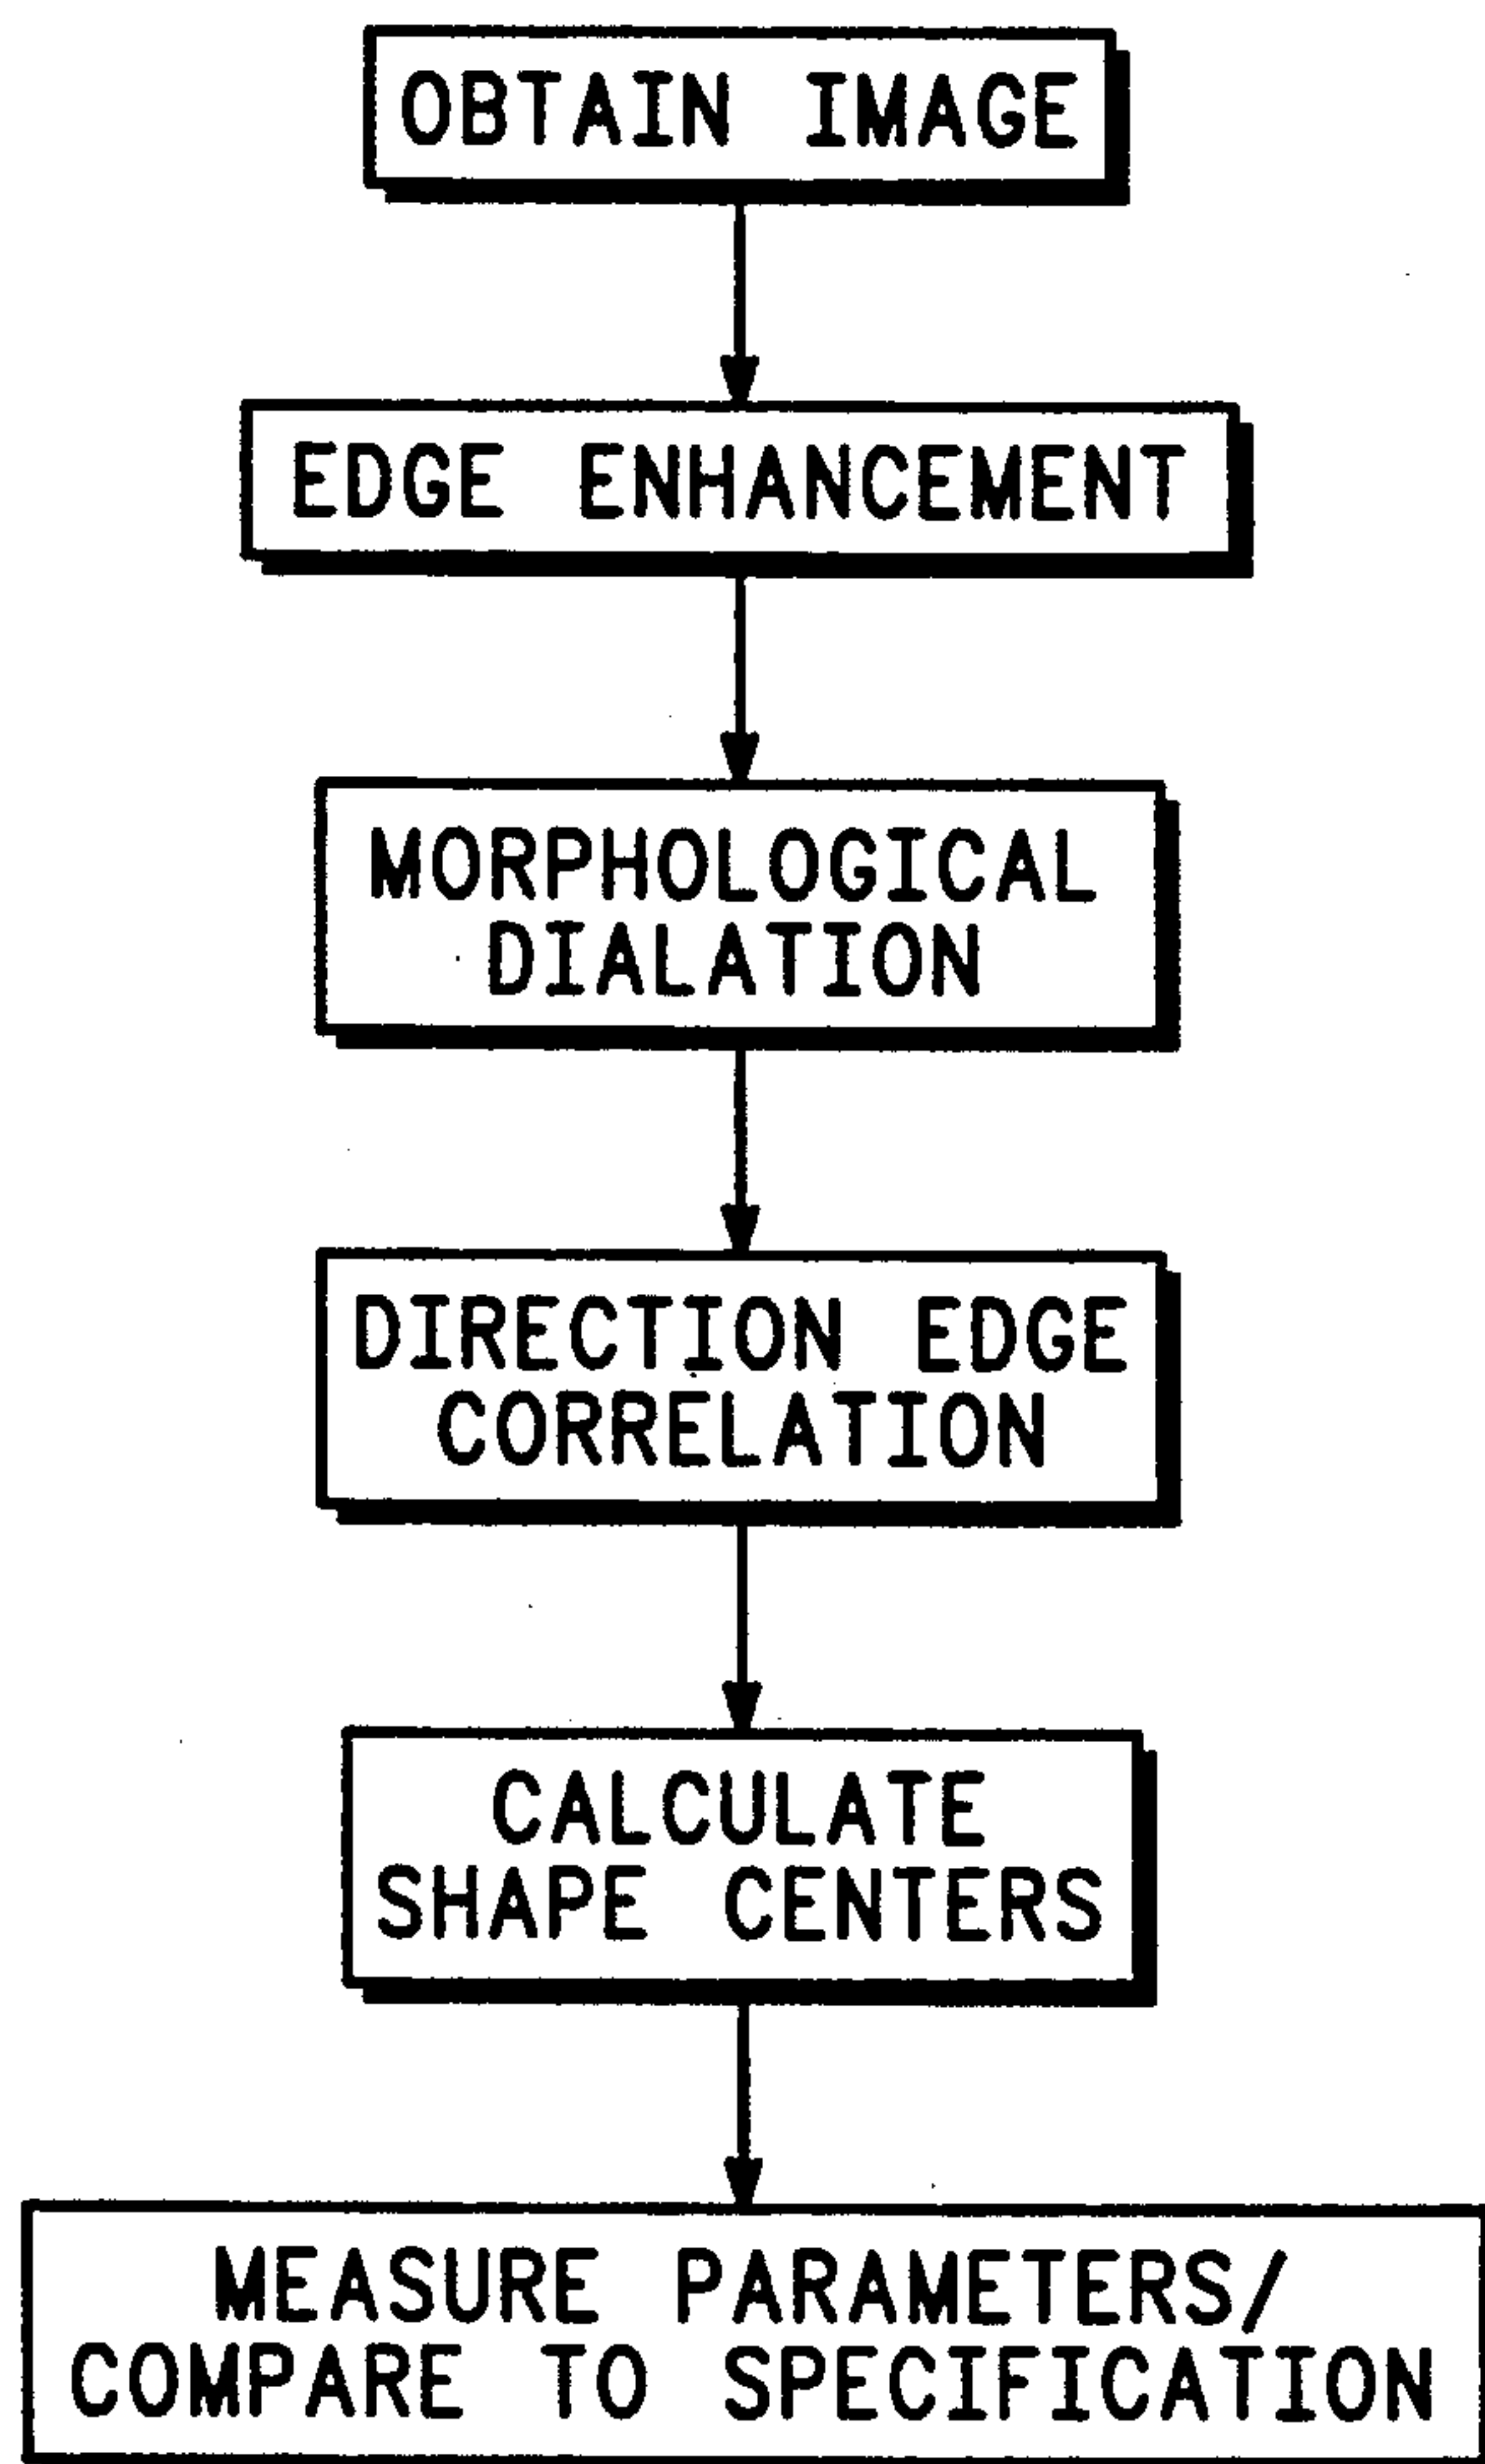 OBTAIN IMAGE
EDGE ENHANCEMENT
MORPHOLOGICAL
DIALATION
DIRECTION EDGE
CORRELATION
CALCULATE
SHAPE CENTERS
MEASURE PARAMETERS/
COMPARE TO SPECIFICATION